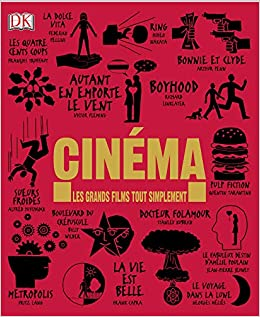 DK
LA DOLCE
VITA
FEDERICO
FELLINI
RING
HIDEO
NAKATA
LES QUATRE
CENTS COUPS
FRANÇOIS TRUFFAUT
BONNIE ET CLYDE
ARTHUR PENN
AUTANT
EN EMPORTE
LE VENT
VICTOR FLEMING
BOYHOOD
RICHARD
LINKLATER
CINÉMA
LES GRANDS FILMS TOUT SIMPLEMENT
PULP FICTION
QUENTIN TARANTINO
SUEURS
FROIDES
ALFRED HITCHCOCK
BOULEVARD DU
CRÉPUSCULE
BILLY
WILDER
DOCTEUR FOLAMOUR
STANLEY KUBRICK
LE FABULEUX DESTIN
D'AMÉLIE POULAIN
JEAN-PIERRE JEUNET
METROPOLIS
FRITZ LANG
LA VIE
EST BELLE
FRANK CAPRA
LE VOYAGE
DANS LA LUNE
GEORGES MÉLIÈS